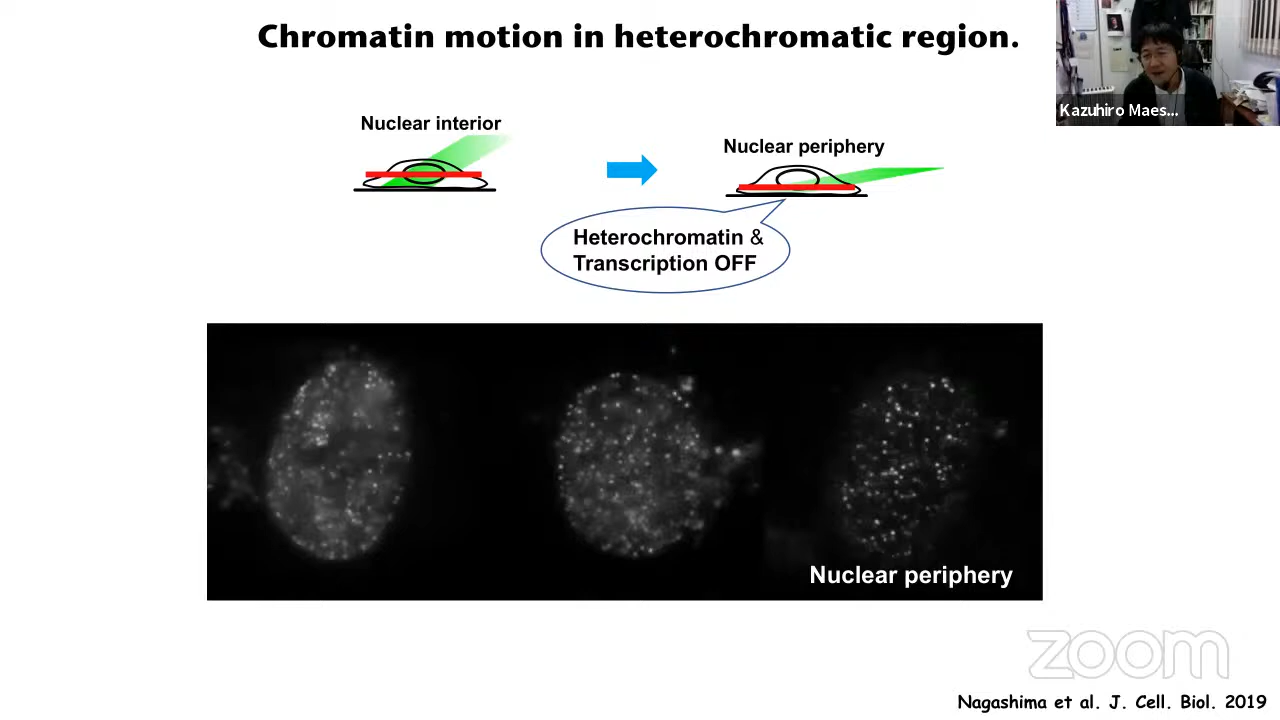 Chromatin motion in heterochromatic region.
Kazuhiro Maes...
Nuclear interior
Nuclear periphery
Heterochromatin &
Transcription OFF
Nuclear periphery
zoom
Nagashima et al. J. Cell. Biol. 2019